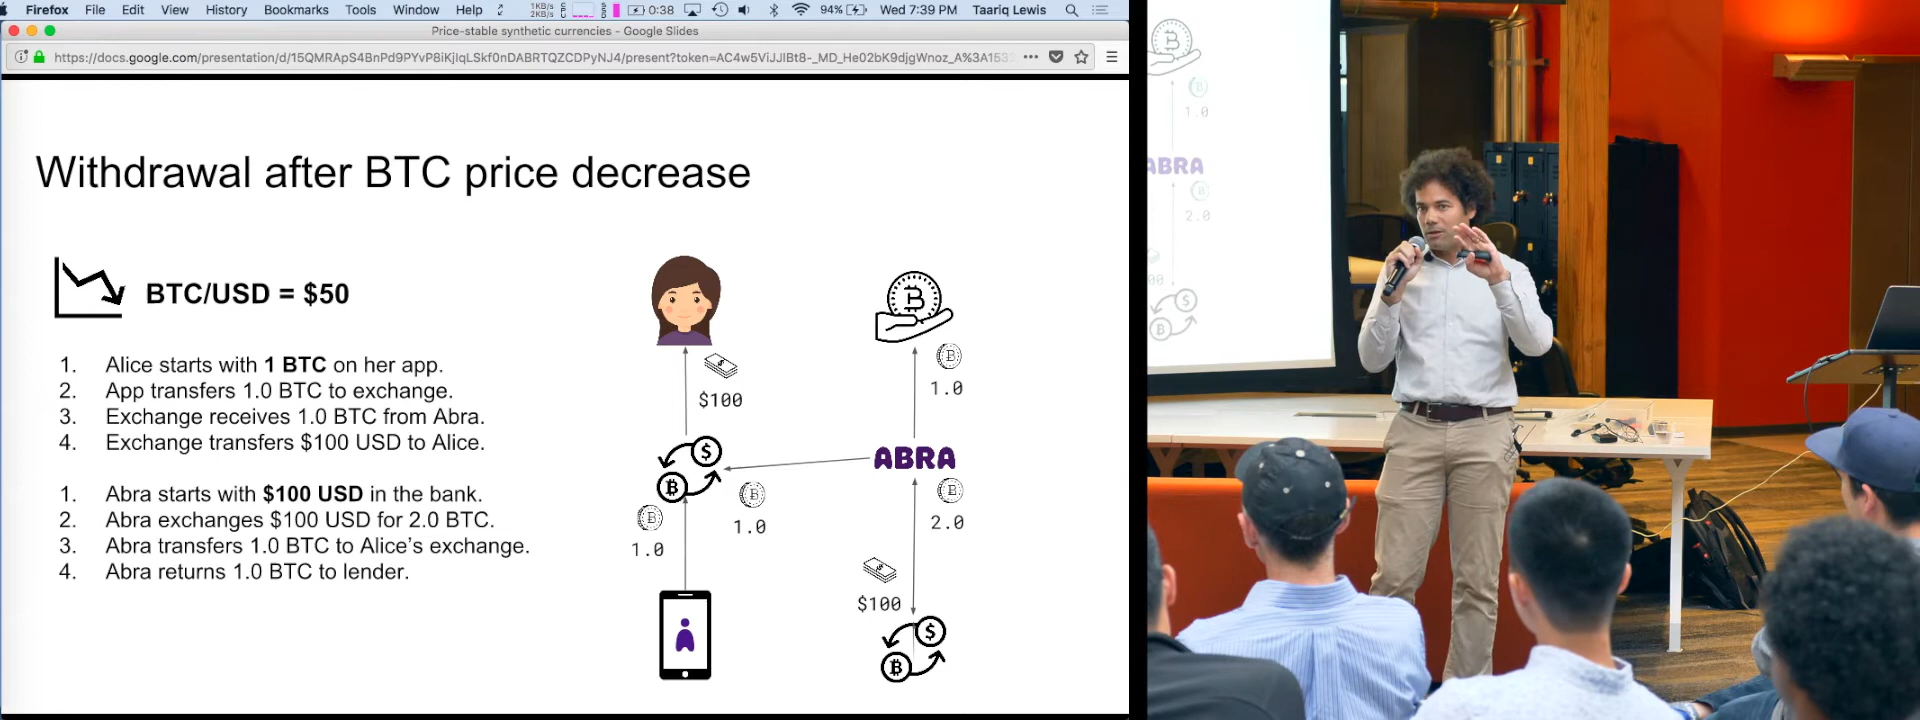 Firefox File Edit View History Bookmarks Tools Window Help 1KB/s 2KB/s 0:38 94% Wed 7:39 PM Taariq Lewis
Price-stable synthetic currencies - Google Slides
Withdrawal after BTC price decrease
BTC/USD = $50
1. Alice starts with 1 BTC on her app.
2. App transfers 1.0 BTC to exchange.
3. Exchange receives 1.0 BTC from Abra.
4. Exchange transfers $100 USD to Alice.
1. Abra starts with $100 USD in the bank.
2. Abra exchanges $100 USD for 2.0 BTC.
3. Abra transfers 1.0 BTC to Alice's exchange.
4. Abra returns 1.0 BTC to lender.
$100
1.0
ABRA
1.0
2.0
1.0
$100
1.0
ABRA
2.0